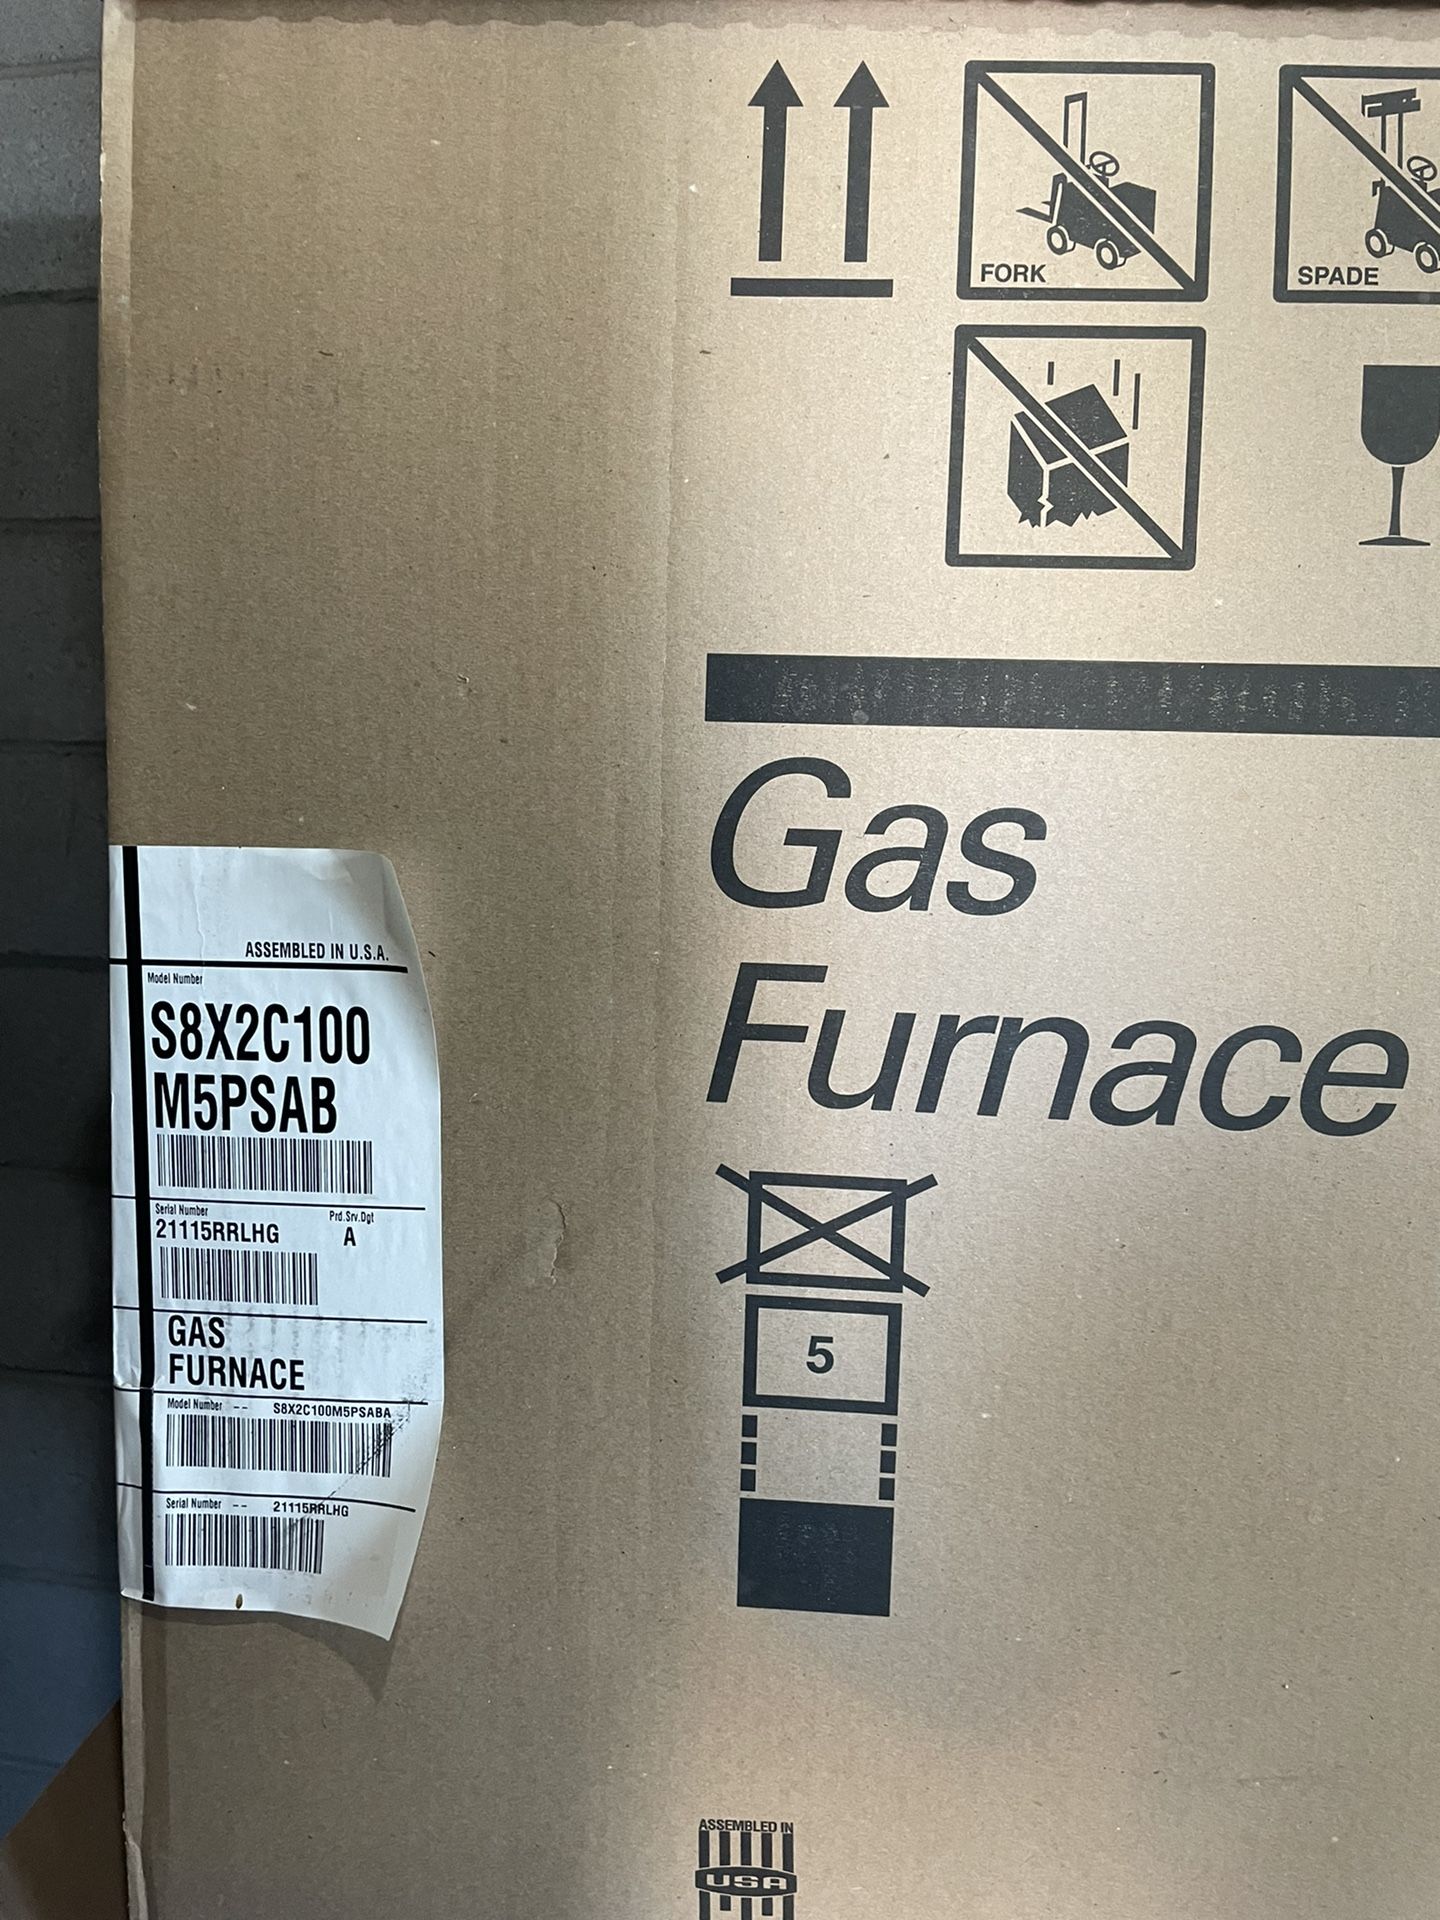 FORK
SPADE
Gas
Furnace
5
ASSEMBLED IN U.S.A.
Model Number
S8X2C100
M5PSAB
Serial Number Prd.Srv.Dgt
21115RRLHG A
GAS
FURNACE
Model Number -- S8X2C100M5PSABA
Serial Number -- 21115RRLHG
ASSEMBLED IN
USA